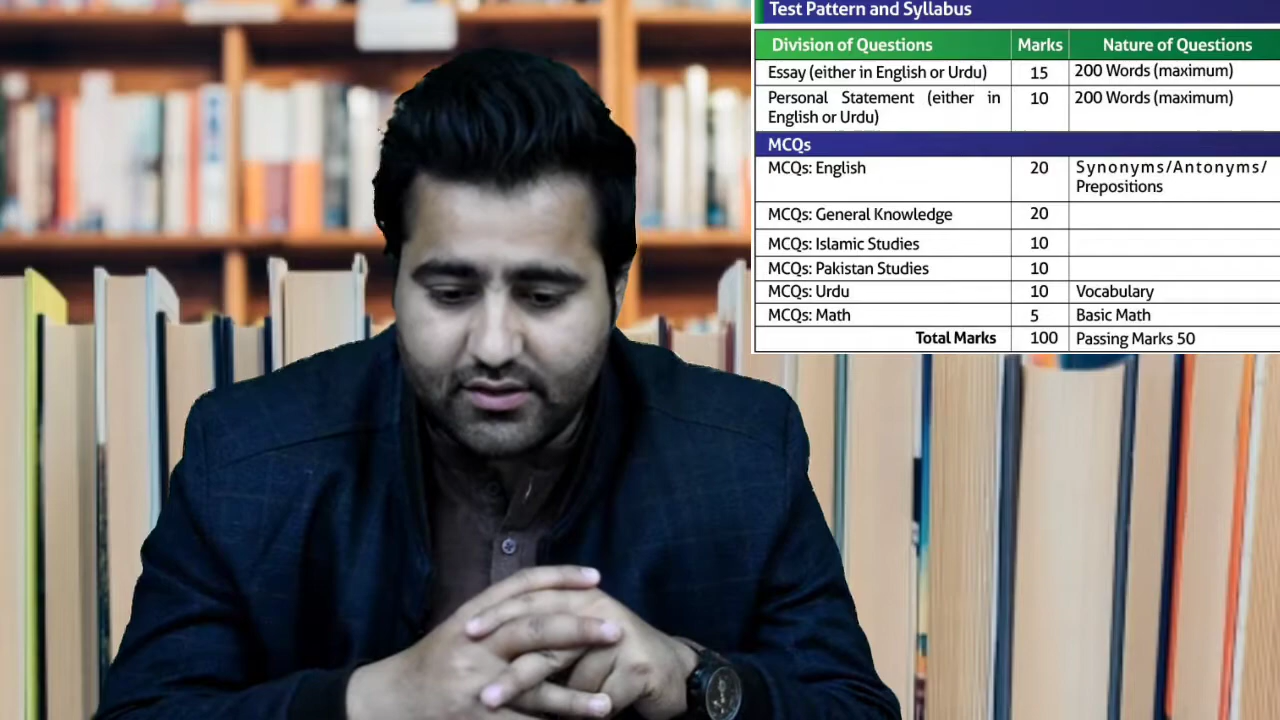 Test Pattern and Syllabus
Division of Questions Marks Nature of Questions
Essay (either in English or Urdu) 15 200 Words (maximum)
Personal Statement (either in 10 200 Words (maximum)
English or Urdu)
MCQs
MCQs: English 20 Synonyms/Antonyms/
Prepositions
MCQs: General Knowledge 20
MCQs: Islamic Studies 10
MCQs: Pakistan Studies 10
MCQs: Urdu 10 Vocabulary
MCQs: Math 5 Basic Math
Total Marks 100 Passing Marks 50